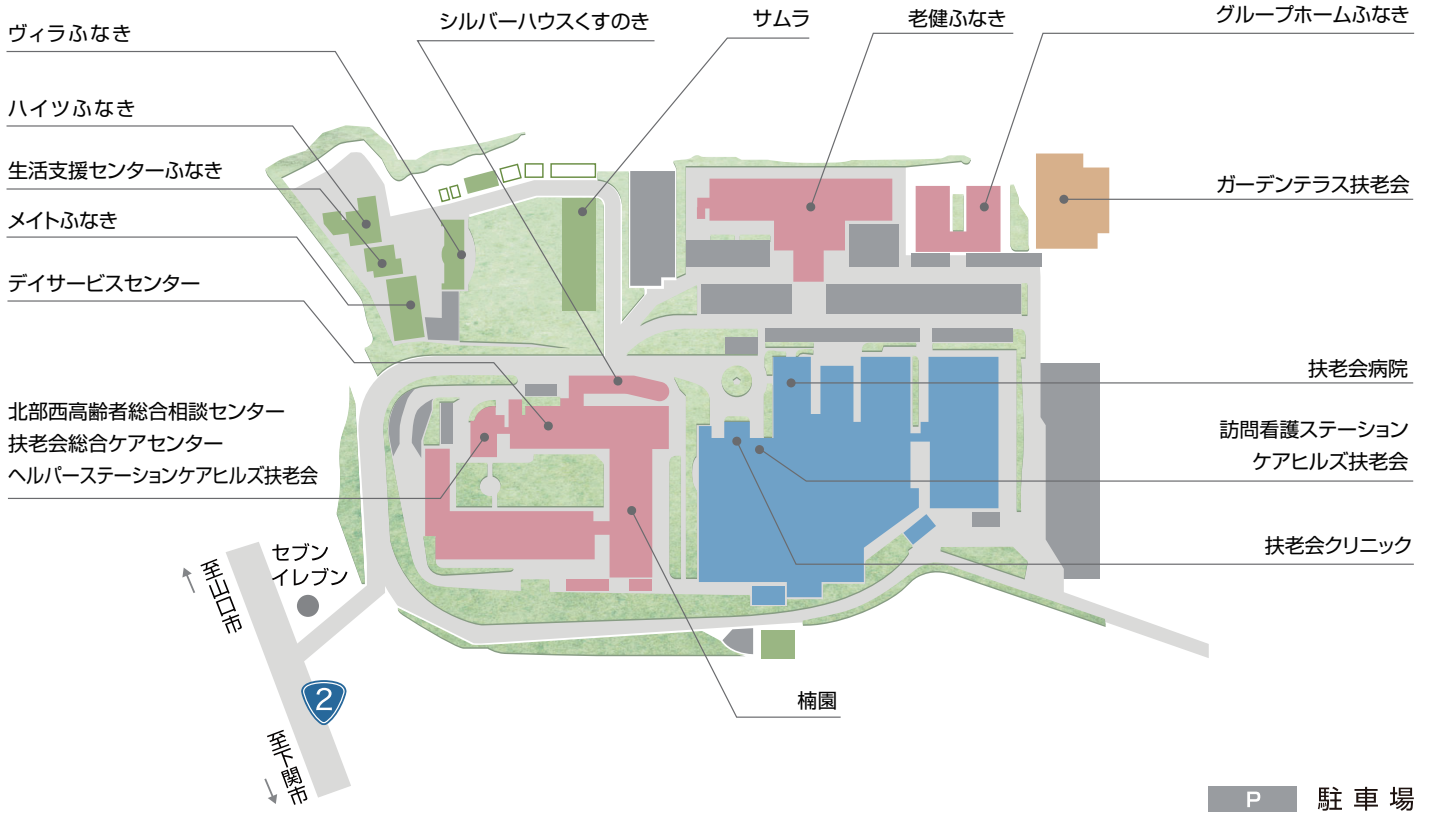 ヴィラふなき
シルバーハウスくすのき
サムラ
老健ふなき
グループホームふなき
ハイツふなき
生活支援センターふなき
メイトふなき
デイサービスセンター
ガーデンテラス扶老会
扶老会病院
北部西高齢者総合相談センター
扶老会総合ケアセンター
ヘルパーステーションケアヒルズ扶老会
訪問看護ステーション
ケアヒルズ扶老会
扶老会クリニック
セブン
イレブン
至山口市
2
至下関市
楠園
P 駐車場